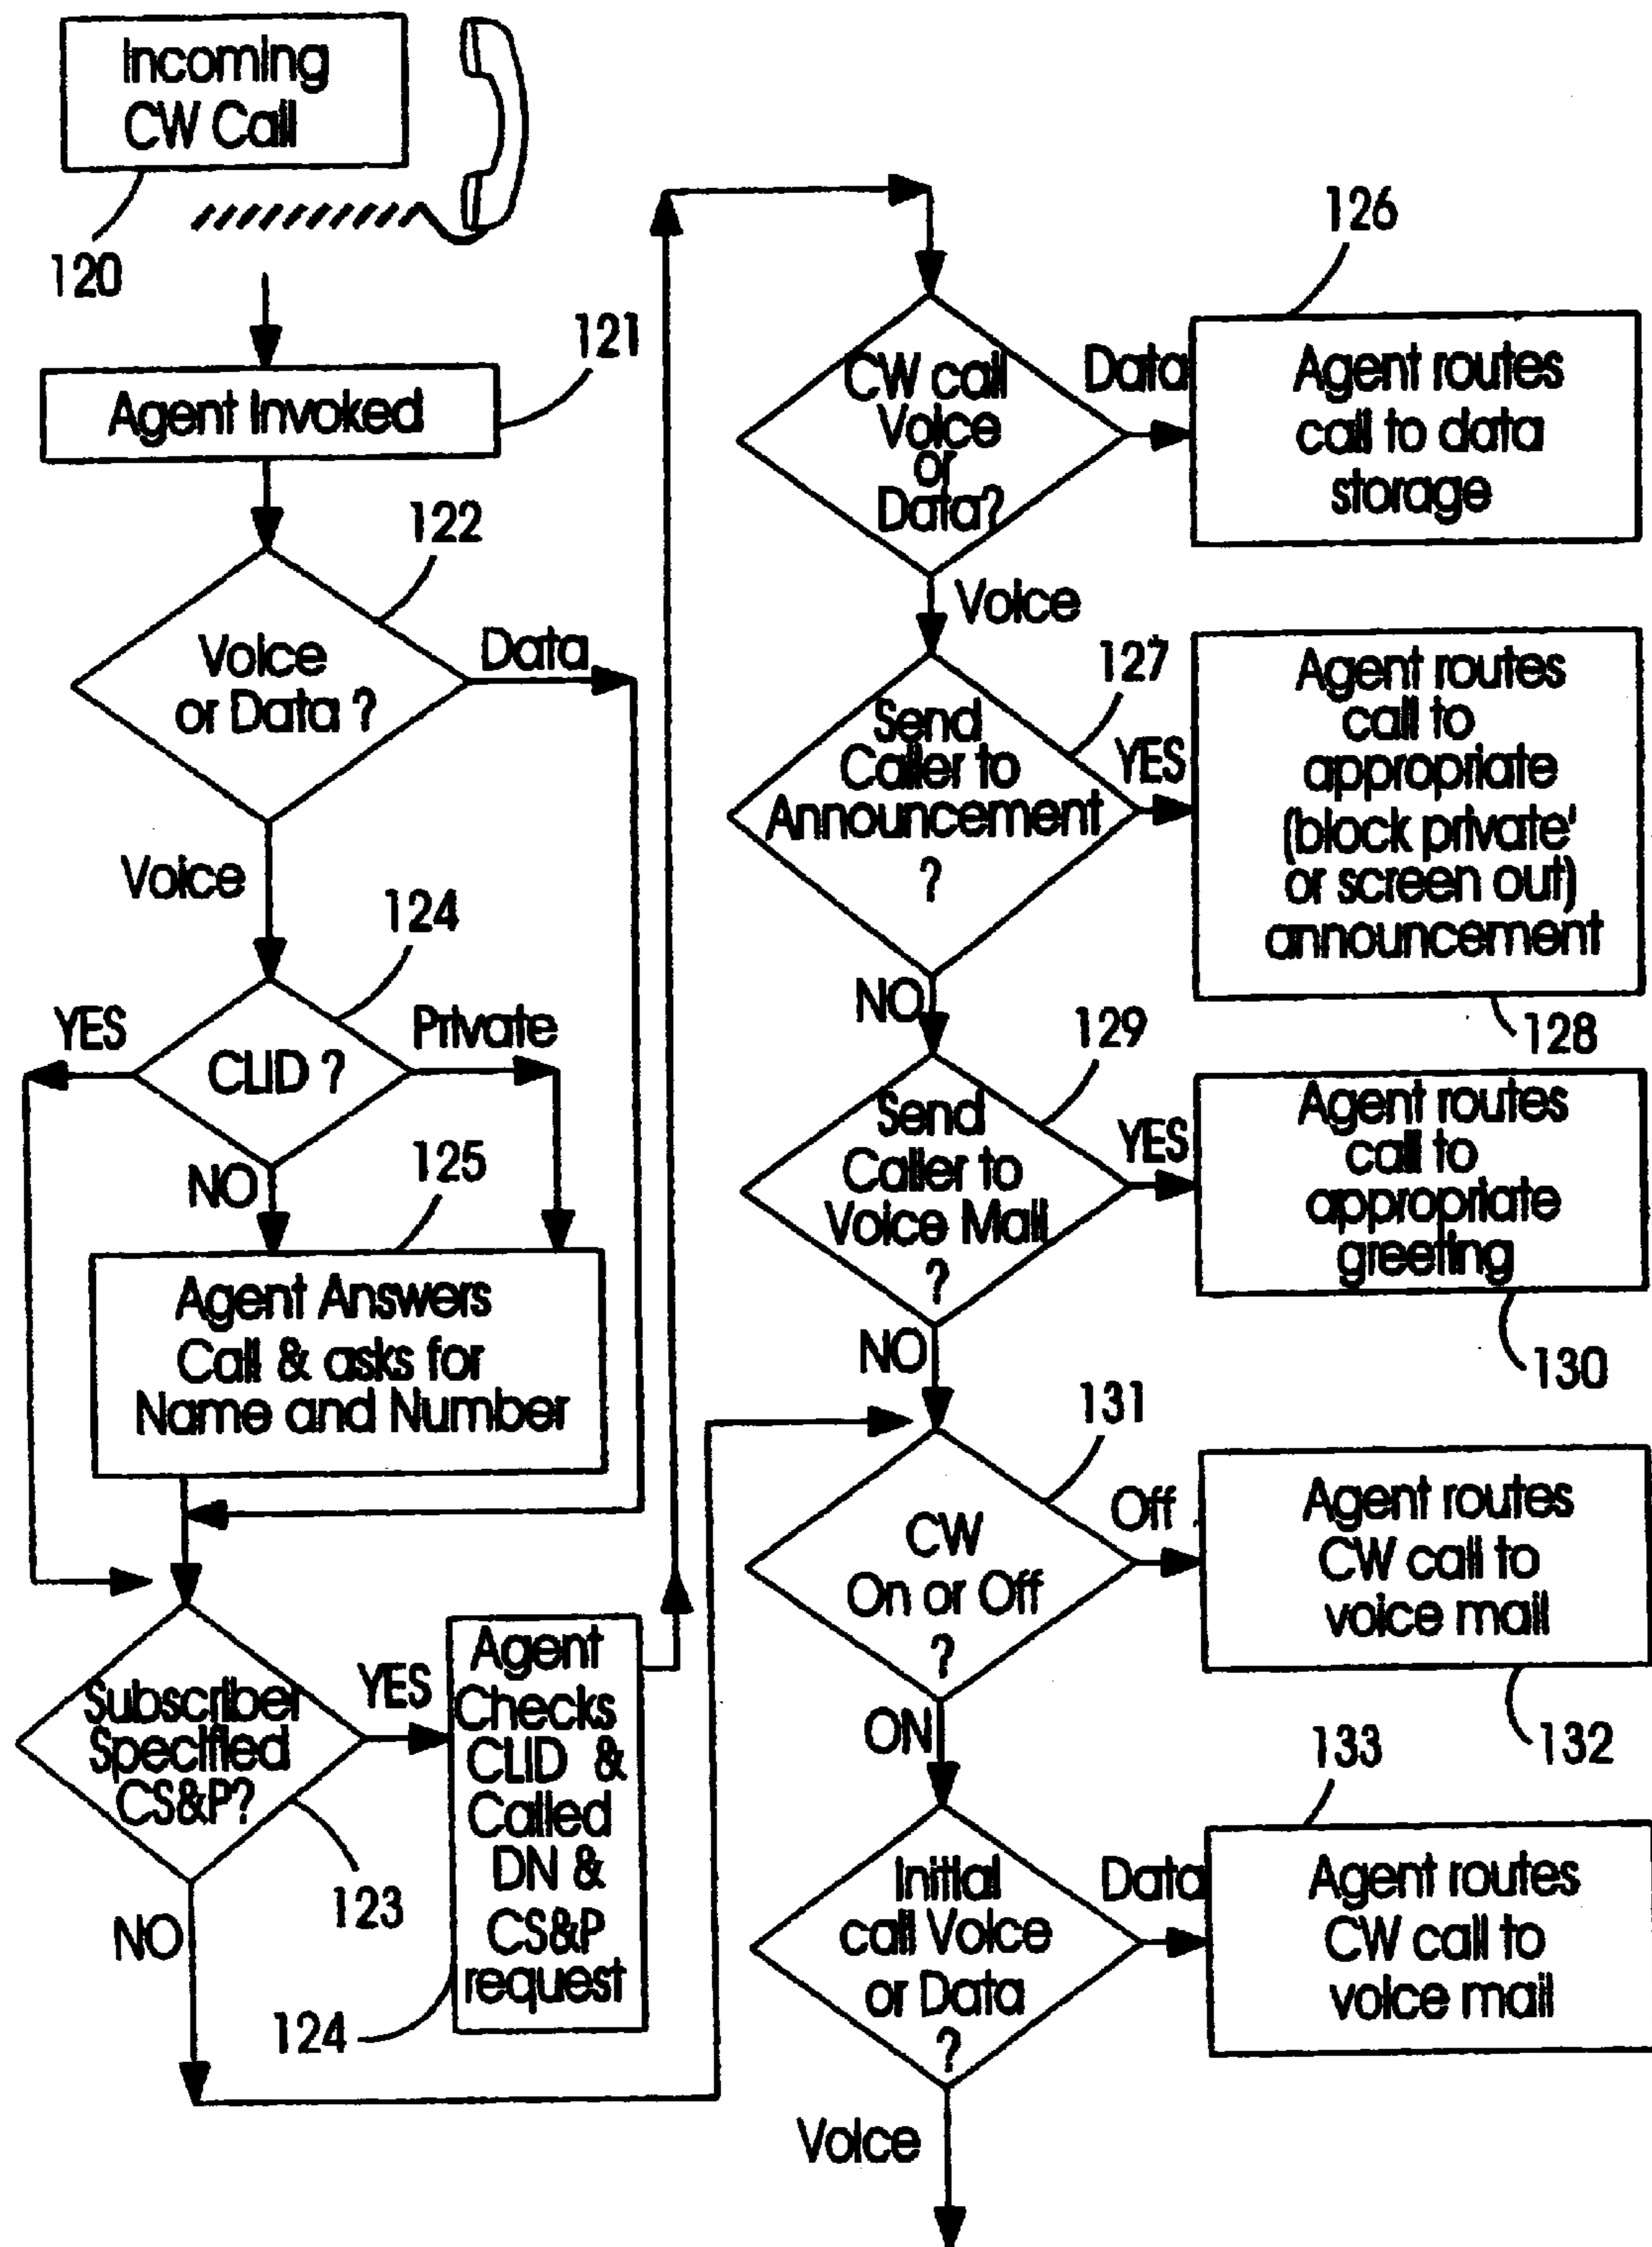 Incoming
CW Call
120
121
Agent Invoked
122
Voice
or Data ?
Data
Voice
124
YES
CLID ?
Private
NO
125
Agent Answers
Call & asks for
Name and Number
Subscriber
Specified
CS&P?
YES
123
NO
Agent
Checks
CLID &
Called
DN &
CS&P
request
124
CW call
Voice
or
Data?
Data
126
Agent routes
call to data
storage
Voice
127
Send
Caller to
Announcement
?
YES
Agent routes
call to
appropriate
(block private'
or screen out)
announcement
128
NO
129
Send
Caller to
Voice Mail
?
YES
Agent routes
call to
appropriate
greeting
130
NO
131
CW
On or Off
?
Off
Agent routes
CW call to
voice mail
132
ON
133
Initial
call Voice
or Data
?
Data
Agent routes
CW call to
voice mail
Voice